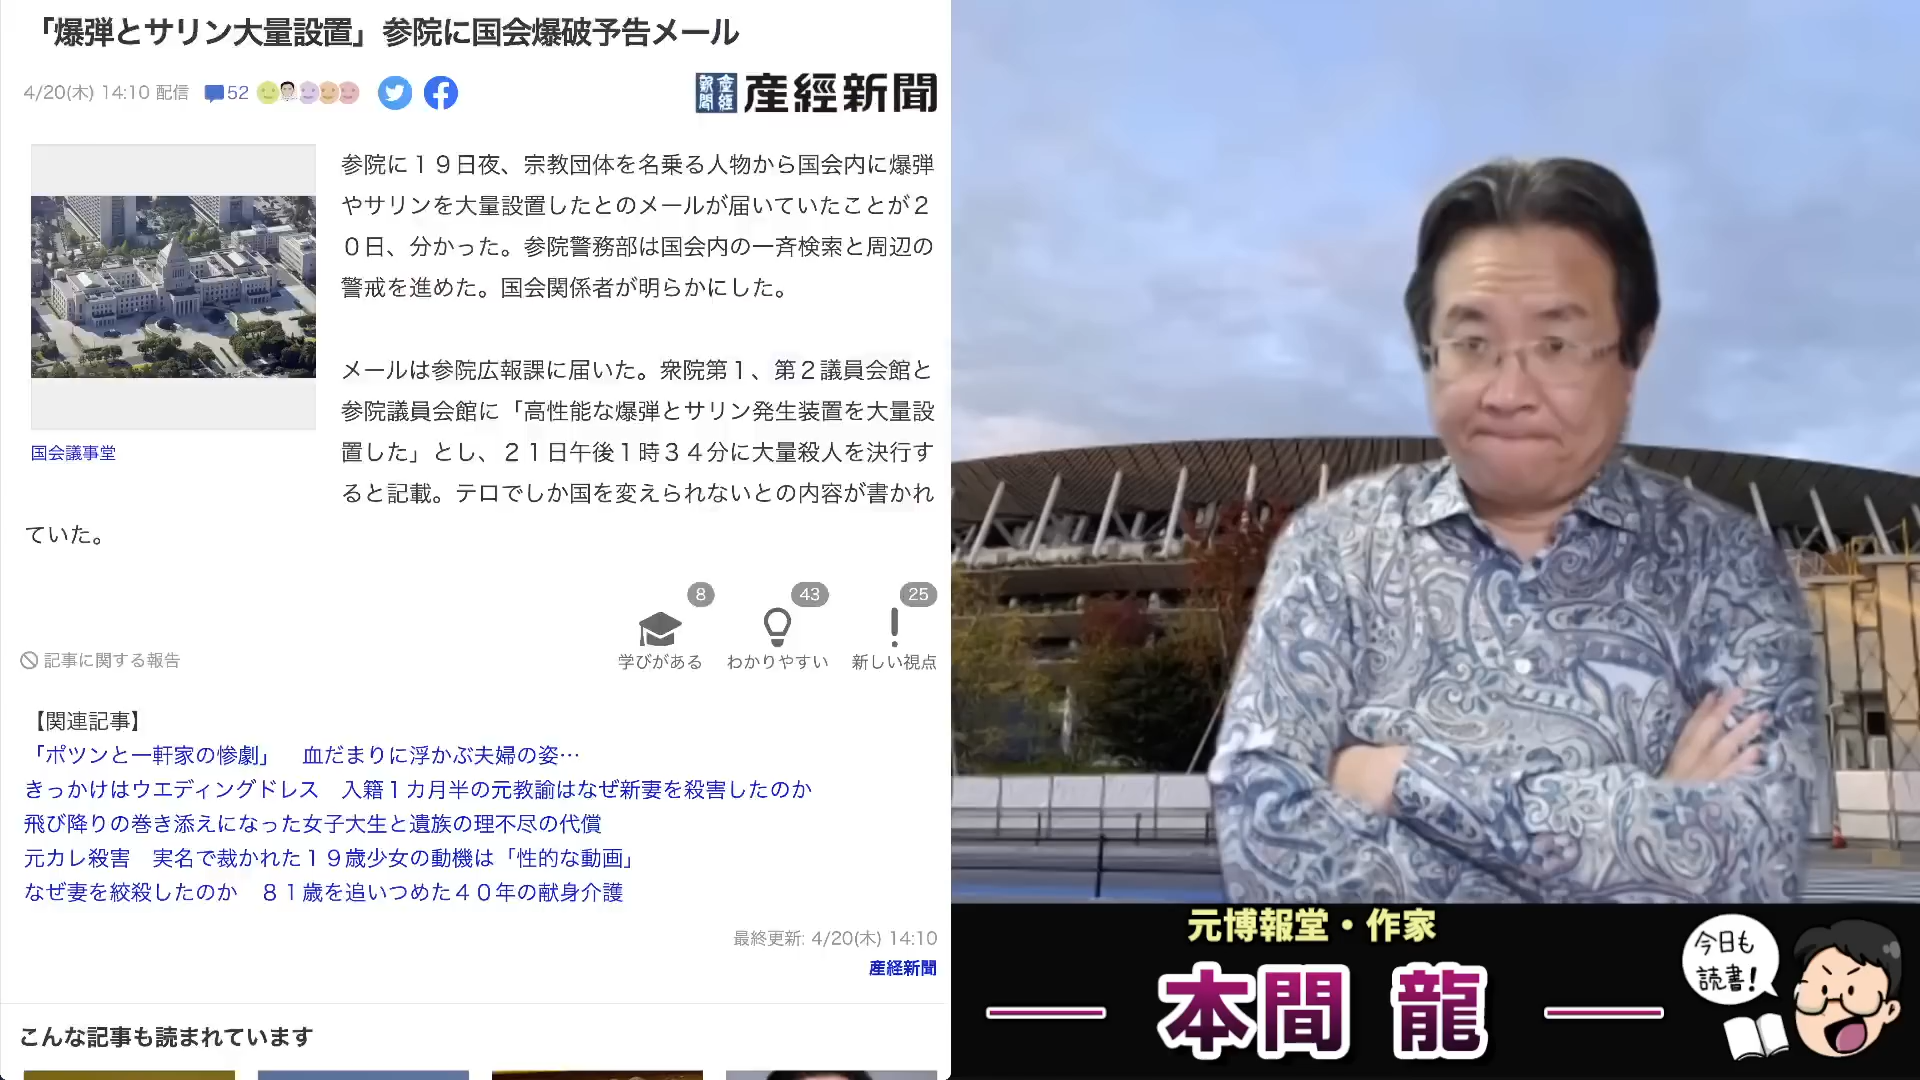 「爆弾とサリン大量設置」参院に国会爆破予告メール
4/20(木) 14:10 配信 52
産経新聞
産經新聞
参院に１９日夜、宗教団体を名乗る人物から国会内に爆弾
やサリンを大量設置したとのメールが届いていたことが２
０日、分かった。参院警務部は国会内の一斉検索と周辺の
警戒を進めた。国会関係者が明らかにした。
メールは参院広報課に届いた。衆院第１、第２議員会館と
参院議員会館に「高性能な爆弾とサリン発生装置を大量設
置した」とし、２１日午後１時３４分に大量殺人を決行す
ると記載。テロでしか国を変えられないとの内容が書かれ
ていた。
国会議事堂
8 43 25
学びがある わかりやすい 新しい視点
記事に関する報告
【関連記事】
「ポツンと一軒家の惨劇」　血だまりに浮かぶ夫婦の姿…
きっかけはウエディングドレス　入籍１カ月半の元教諭はなぜ新妻を殺害したのか
飛び降りの巻き添えになった女子大生と遺族の理不尽の代償
元カレ殺害　実名で裁かれた１９歳少女の動機は「性的な動画」
なぜ妻を絞殺したのか　８１歳を追いつめた４０年の献身介護
最終更新: 4/20(木) 14:10
産経新聞
こんな記事も読まれています
元博報堂・作家
本間 龍
今日も
読書!